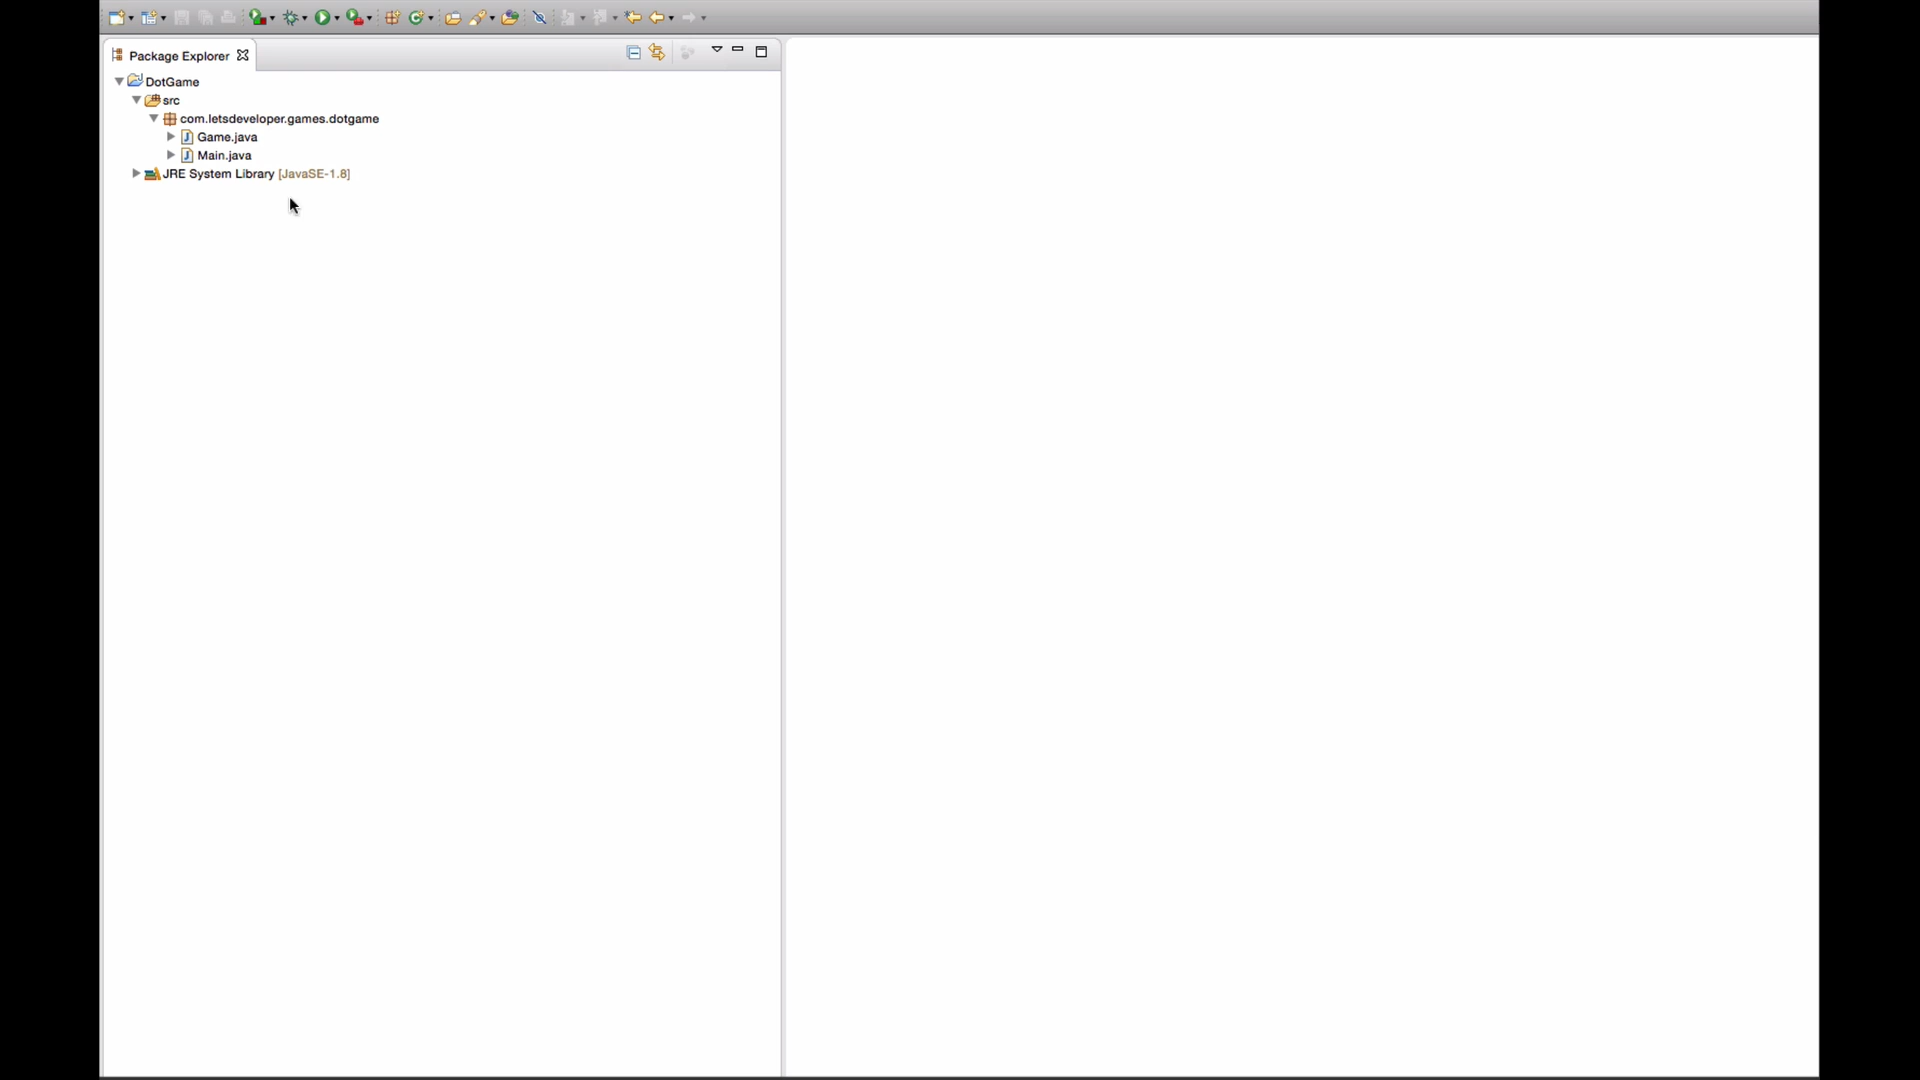 Package Explorer
DotGame
src
com.letsdeveloper.games.dotgame
Game.java
Main.java
JRE System Library [JavaSE-1.8]